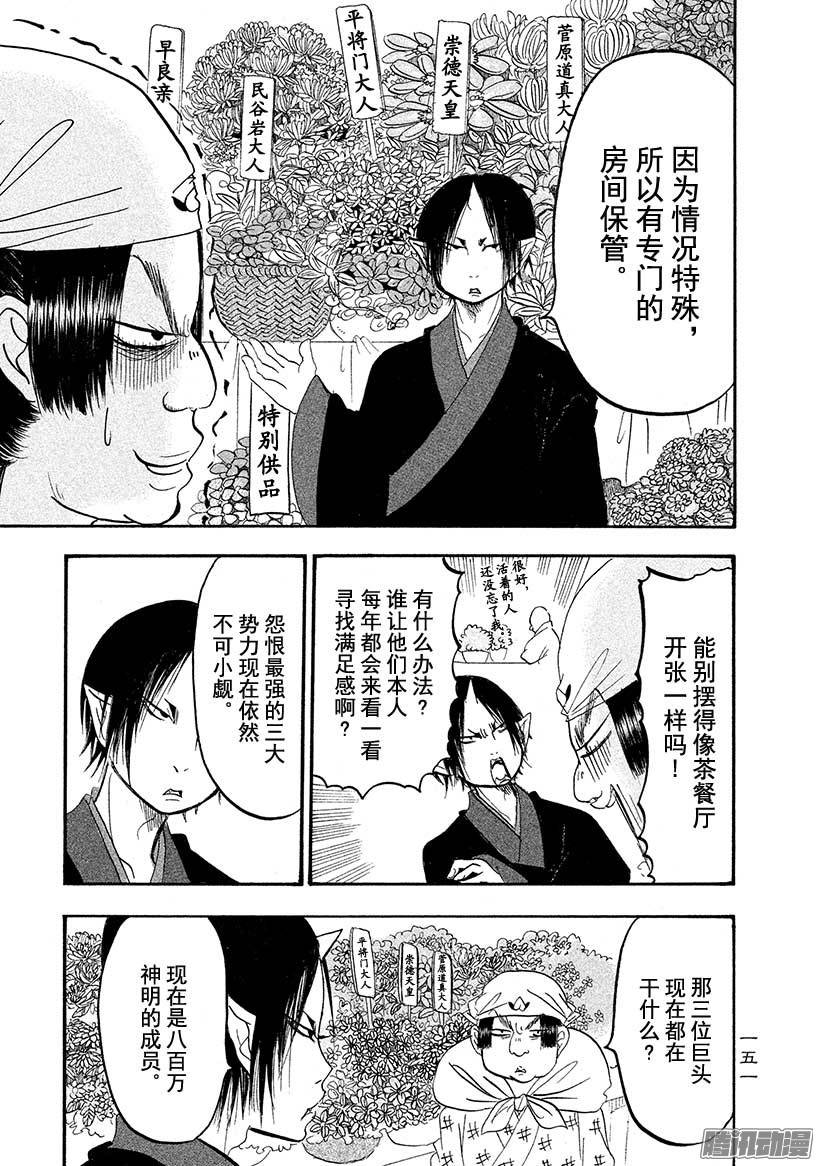 因为情况特殊，
所以有专门的
房间保管。
菅原道真大人
崇德天皇
平将门大人
民谷岩大人
早良亲
特别供品
能别摆得像茶餐厅
开张一样吗！
很好，
活着的人
还没忘了我…
有什么办法？
谁让他们本人
每年都会来看一看
寻找满足感啊？
怨恨最强的三大
势力现在依然
不可小觑。
那三位巨头
现在都在
干什么？
菅原道真大人
崇德天皇
平将门大人
现在是八百万
神明的成员。
一五一
腾讯动漫